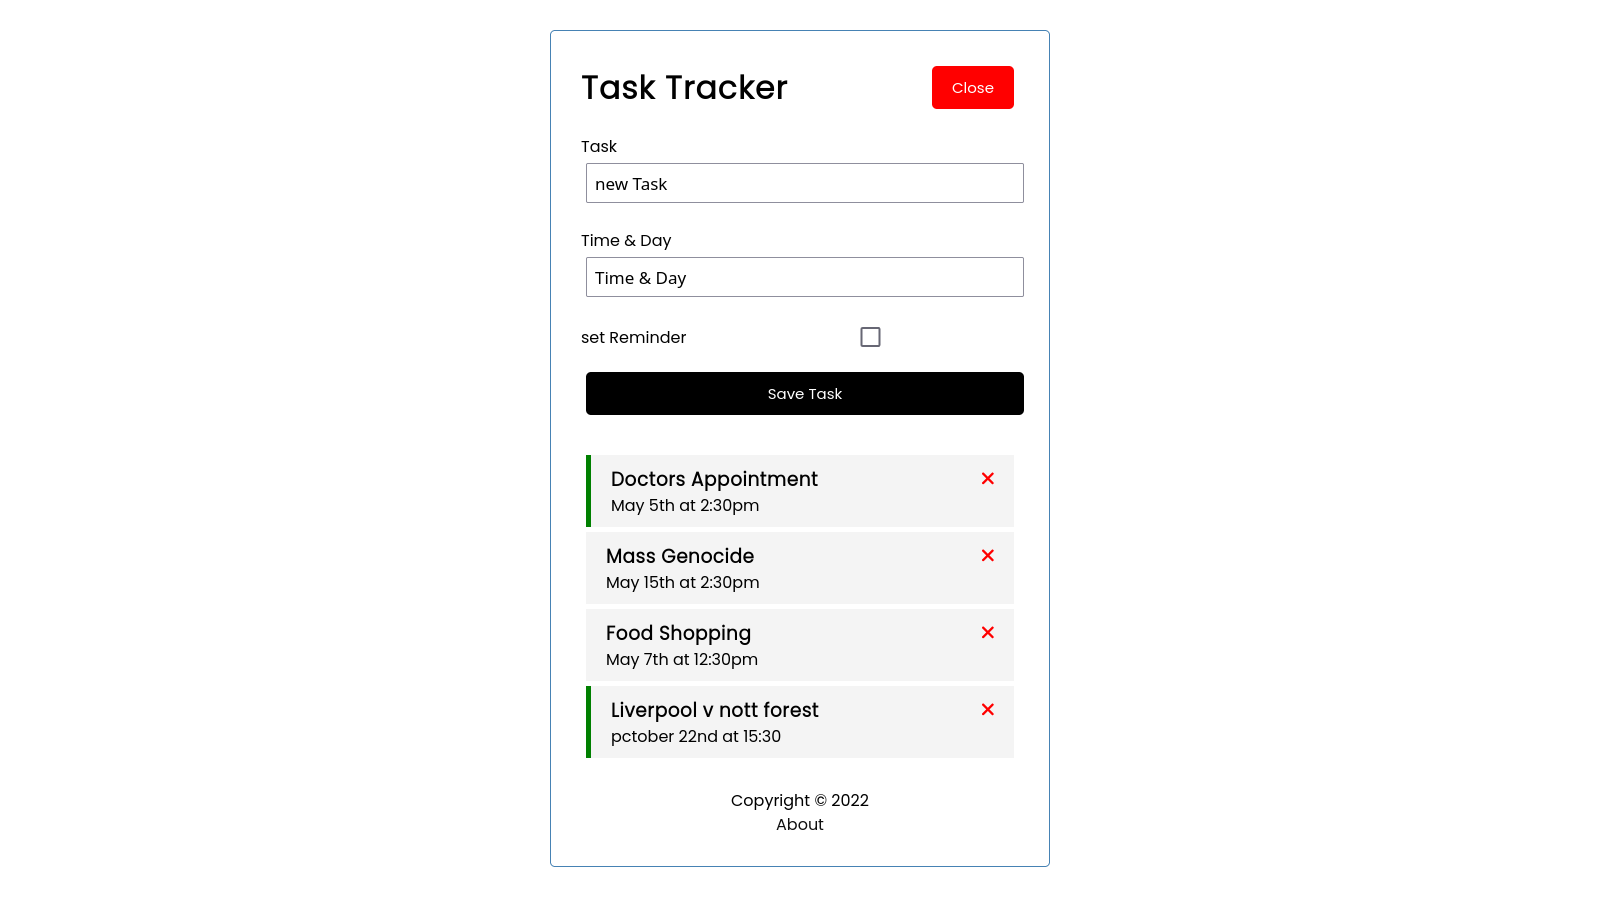 Task Tracker
Close
Task
new Task
Time & Day
Time & Day
set Reminder
Save Task
Doctors Appointment
May 5th at 2:30pm
Mass Genocide
May 15th at 2:30pm
Food Shopping
May 7th at 12:30pm
Liverpool v nott forest
pctober 22nd at 15:30
Copyright © 2022
About